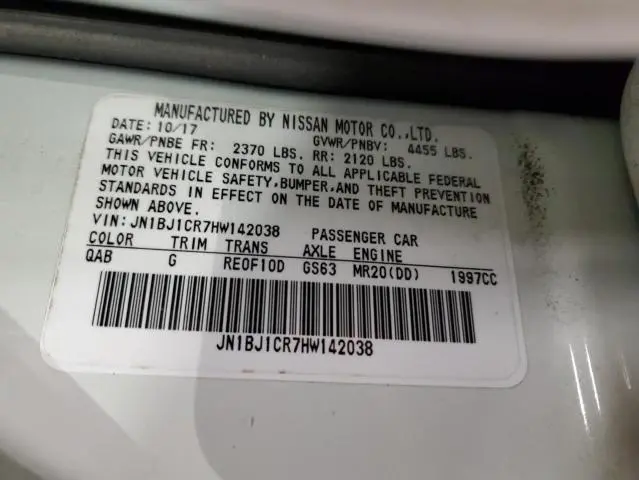 MANUFACTURED BY NISSAN MOTOR CO.,LTD.
DATE: 10/17 GVWR/PNBV: 4455 LBS.
GAWR/PNBE FR: 2370 LBS. RR: 2120 LBS.
THIS VEHICLE CONFORMS TO ALL APPLICABLE FEDERAL
MOTOR VEHICLE SAFETY,BUMPER,AND THEFT PREVENTION
STANDARDS IN EFFECT ON THE DATE OF MANUFACTURE
SHOWN ABOVE.
VIN:JN1BJ1CR7HW142038 PASSENGER CAR
COLOR TRIM TRANS AXLE ENGINE
QAB G RE0F10D GS63 MR20(DD) 1997CC
JN1BJ1CR7HW142038